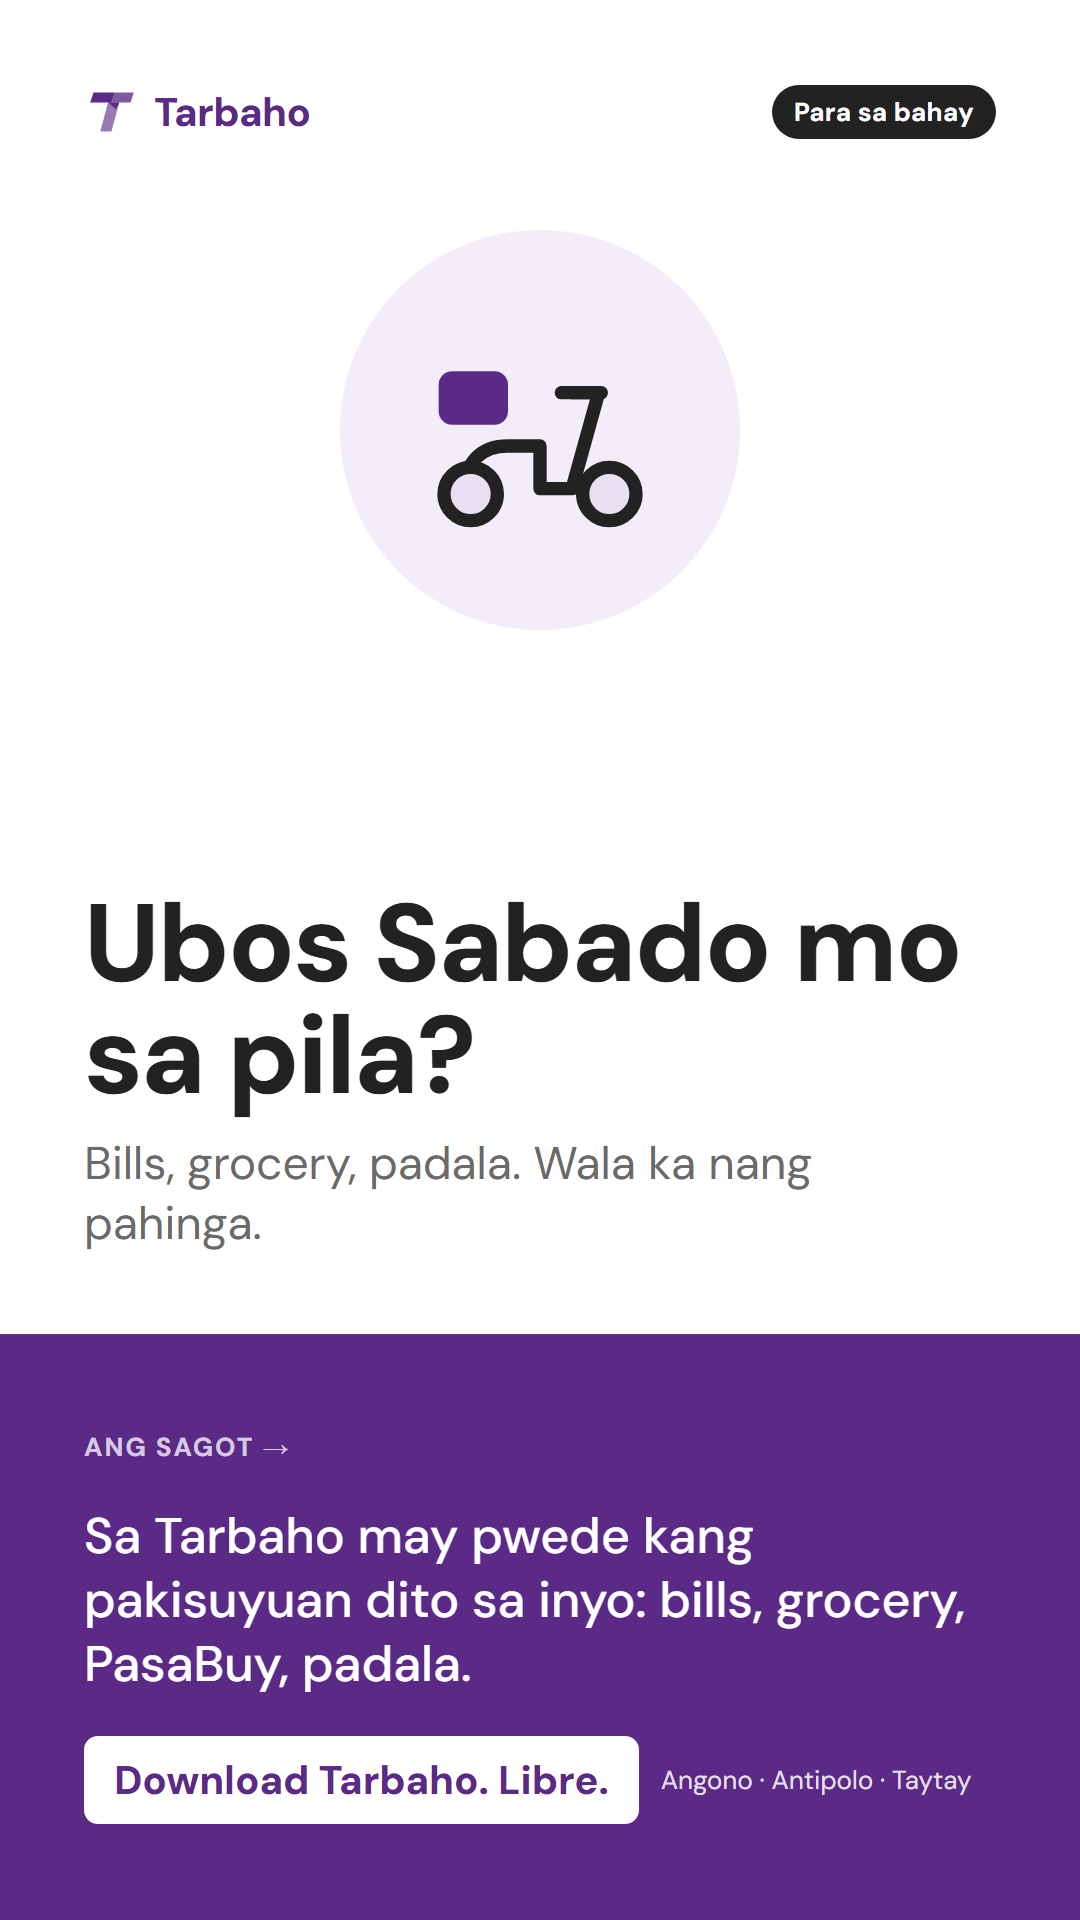 Tarbaho
Para sa bahay
Ubos Sabado mo
sa pila?
Bills, grocery, padala. Wala ka nang
pahinga.
ANG SAGOT →
Sa Tarbaho may pwede kang
pakisuyuan dito sa inyo: bills, grocery,
PasaBuy, padala.
Download Tarbaho. Libre.
Angono · Antipolo · Taytay